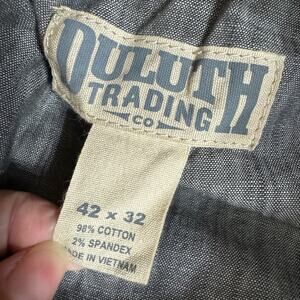 DULUTH
TRADING
CO
42 x 32
98% COTTON
2% SPANDEX
MADE IN VIETNAM